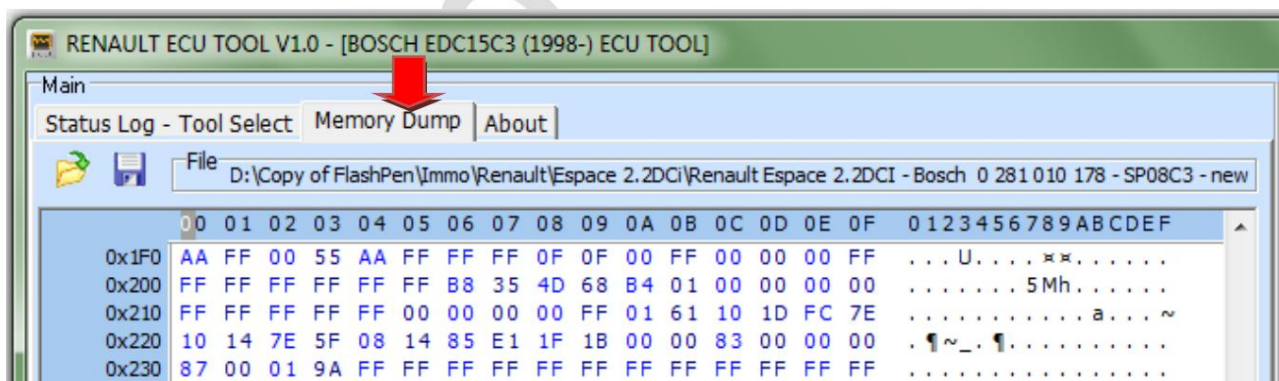 RENAULT ECU TOOL V1.0 - [BOSCH EDC15C3 (1998-) ECU TOOL]
Main
Status Log - Tool Select Memory Dump About
File D:\Copy of FlashPen\Immo\Renault\Espace 2.2DCi\Renault Espace 2.2DCI - Bosch 0 281 010 178 - SP08C3 - new
00 01 02 03 04 05 06 07 08 09 0A 0B 0C 0D 0E 0F 0123456789ABCDEF
0x1F0 AA FF 00 55 AA FF FF FF 0F 0F 00 FF 00 00 00 FF ...U....¤¤......
0x200 FF FF FF FF FF FF B8 35 4D 68 B4 01 00 00 00 00 .......5Mh......
0x210 FF FF FF FF FF 00 00 00 00 FF 01 61 10 1D FC 7E ...........a...~
0x220 10 14 7E 5F 08 14 85 E1 1F 1B 00 00 83 00 00 00 .¶~_.¶..........
0x230 87 00 01 9A FF FF FF FF FF FF FF FF FF FF FF FF ................